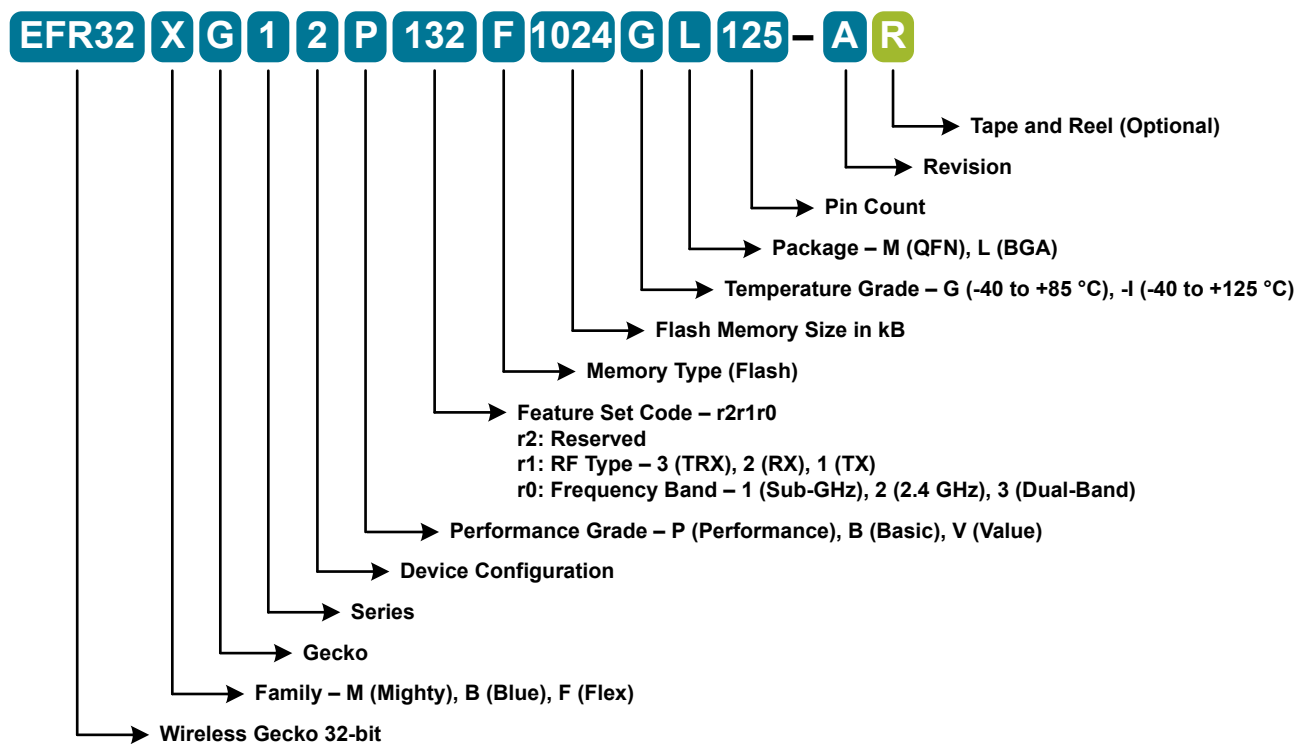 EFR32 X G 1 2 P 132 F 1024 G L 125 – A R
Tape and Reel (Optional)
Revision
Pin Count
Package – M (QFN), L (BGA)
Temperature Grade – G (-40 to +85 °C), -I (-40 to +125 °C)
Flash Memory Size in kB
Memory Type (Flash)
Feature Set Code – r2r1r0
r2: Reserved
r1: RF Type – 3 (TRX), 2 (RX), 1 (TX)
r0: Frequency Band – 1 (Sub-GHz), 2 (2.4 GHz), 3 (Dual-Band)
Performance Grade – P (Performance), B (Basic), V (Value)
Device Configuration
Series
Gecko
Family – M (Mighty), B (Blue), F (Flex)
Wireless Gecko 32-bit